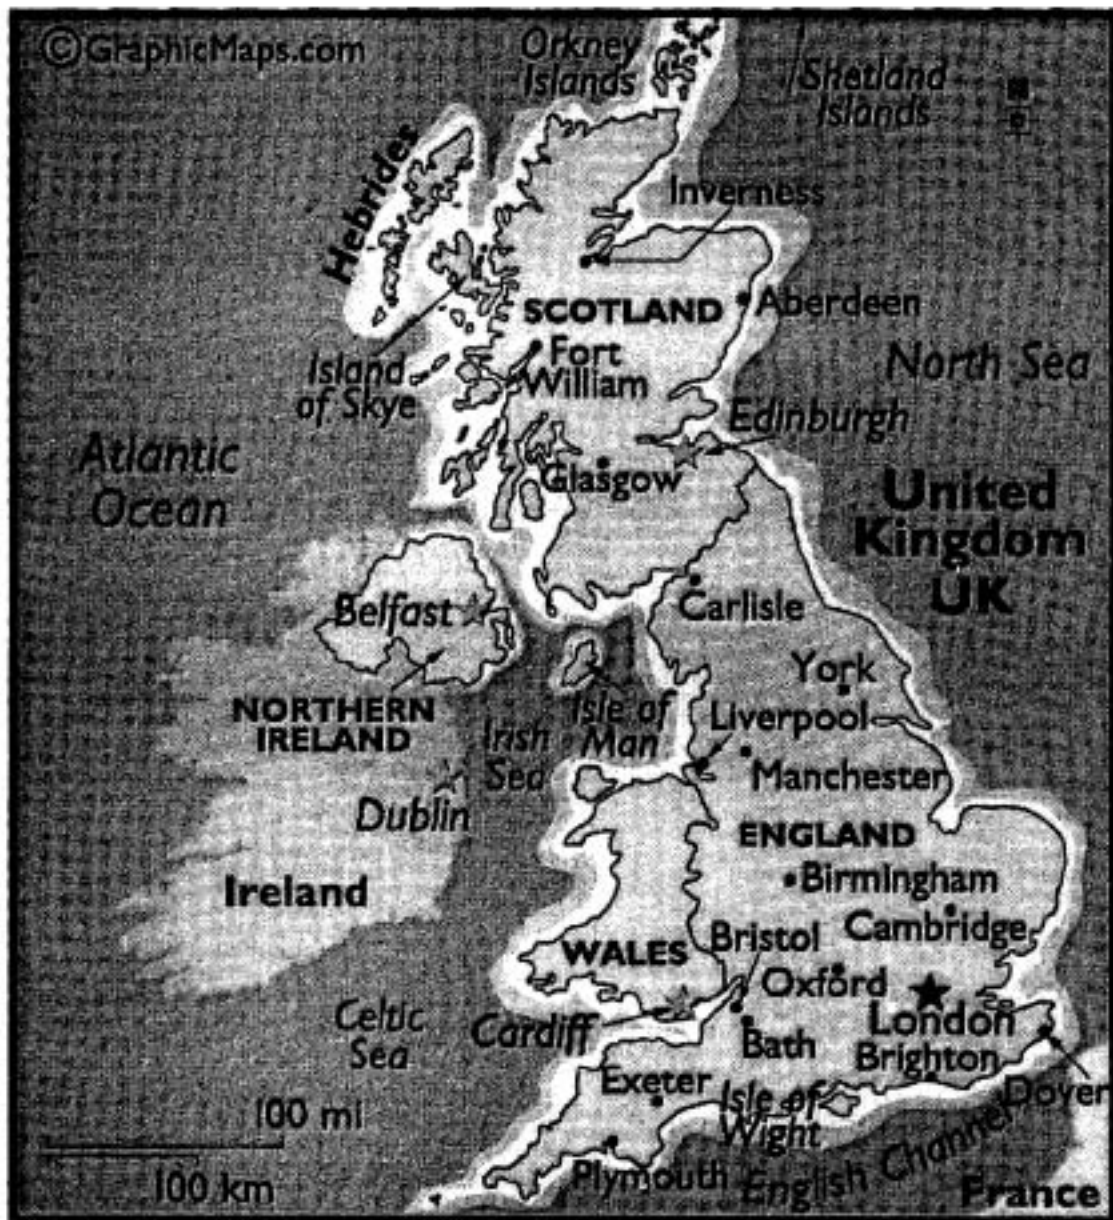 ©GraphicMaps.com
Orkney
Islands
Shetland
Islands
Hebrides
Inverness
SCOTLAND
Aberdeen
Fort
William
Island
of Skye
North Sea
Edinburgh
Atlantic
Ocean
Glasgow
United
Kingdom
UK
Belfast
Carlisle
York
NORTHERN
IRELAND
Isle of
Man
Irish
Sea
Liverpool
Manchester
Dublin
ENGLAND
Ireland
Birmingham
Cambridge
WALES
Bristol
Oxford
Celtic
Sea
Cardiff
London
Bath
Brighton
Dover
Exeter
Isle of
Wight
100 mi
100 km
Plymouth
English Channel
France